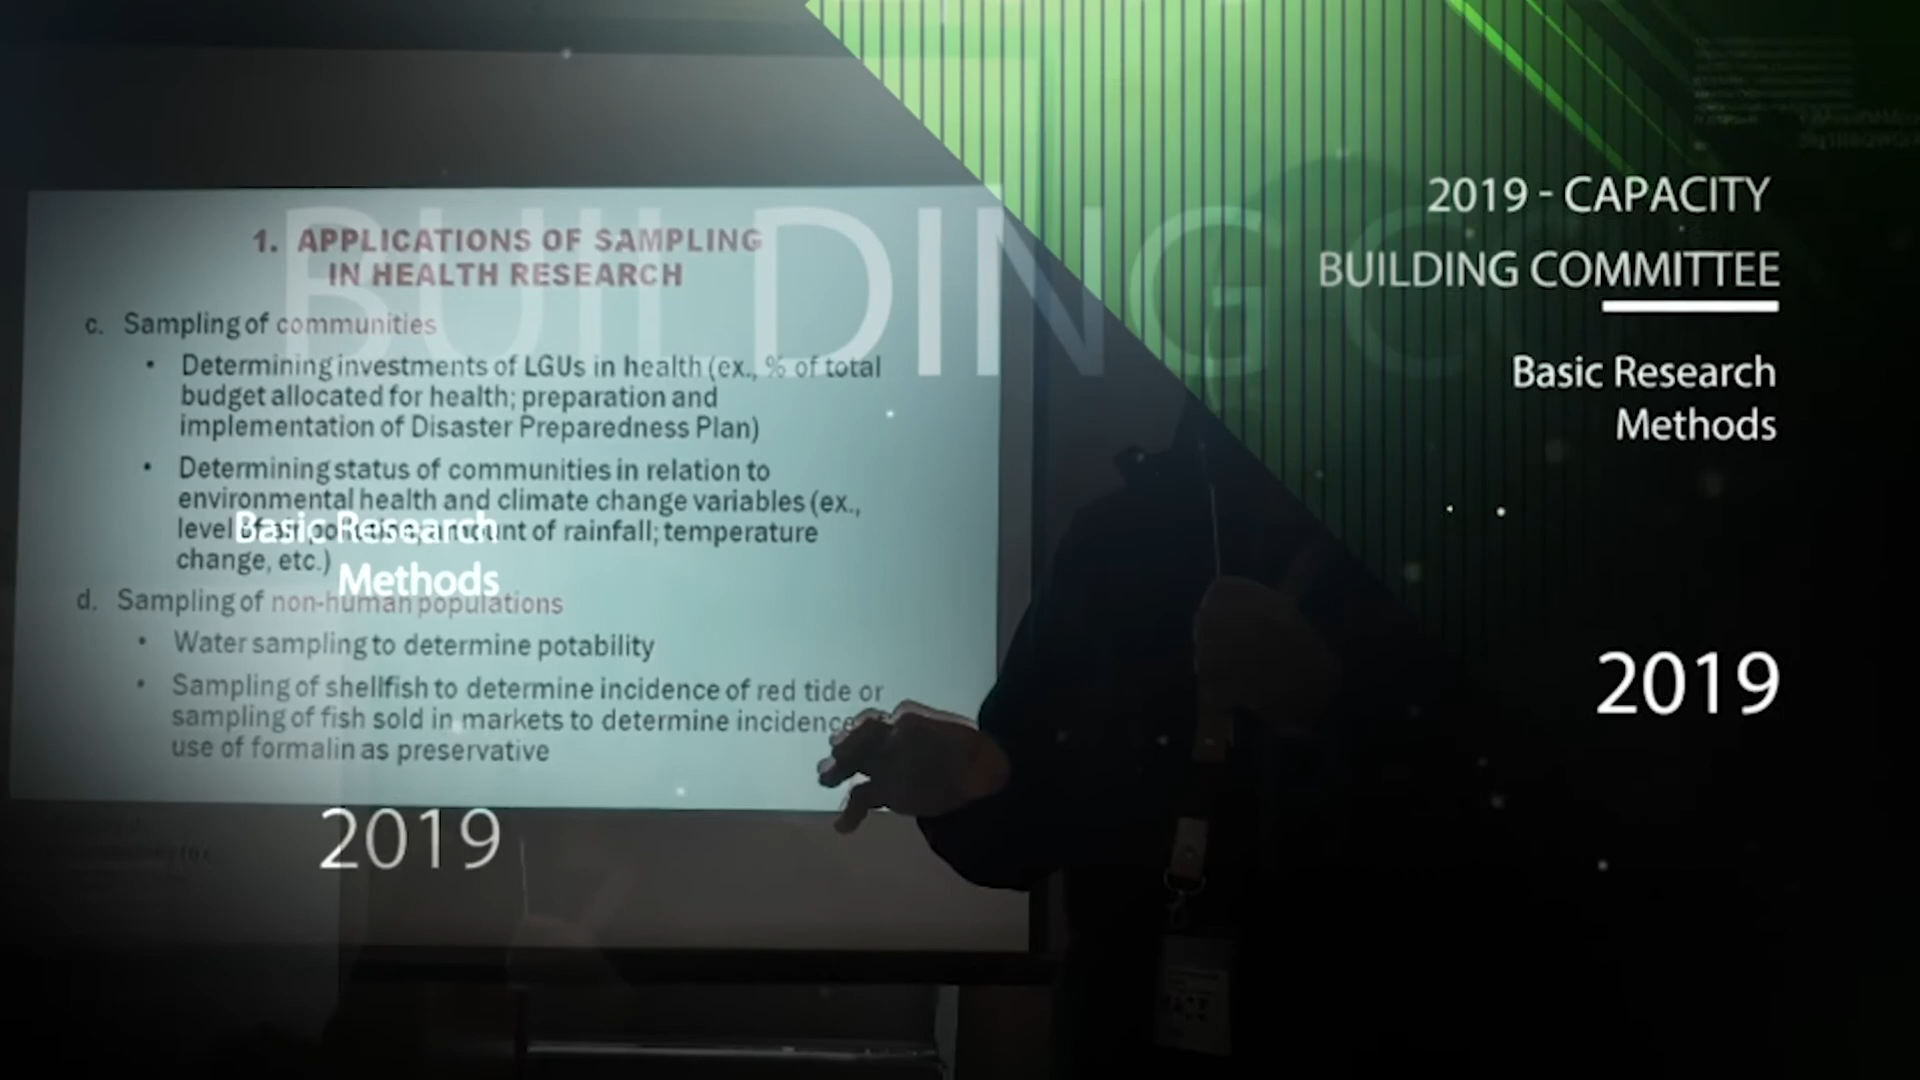 BUILDING CO
1. APPLICATIONS OF SAMPLING
IN HEALTH RESEARCH
c. Sampling of communities
• Determining investments of LGUs in health (ex., % of total
budget allocated for health; preparation and
implementation of Disaster Preparedness Plan)
• Determining status of communities in relation to
environmental health and climate change variables (ex.,
level of rainfall; temperature
change, etc.)
d. Sampling of non-human populations
• Water sampling to determine potability
• Sampling of shellfish to determine incidence of red tide or
sampling of fish sold in markets to determine incidence
use of formalin as preservative
Basic Research
Methods
2019
2019 - CAPACITY
BUILDING COMMITTEE
Basic Research
Methods
2019